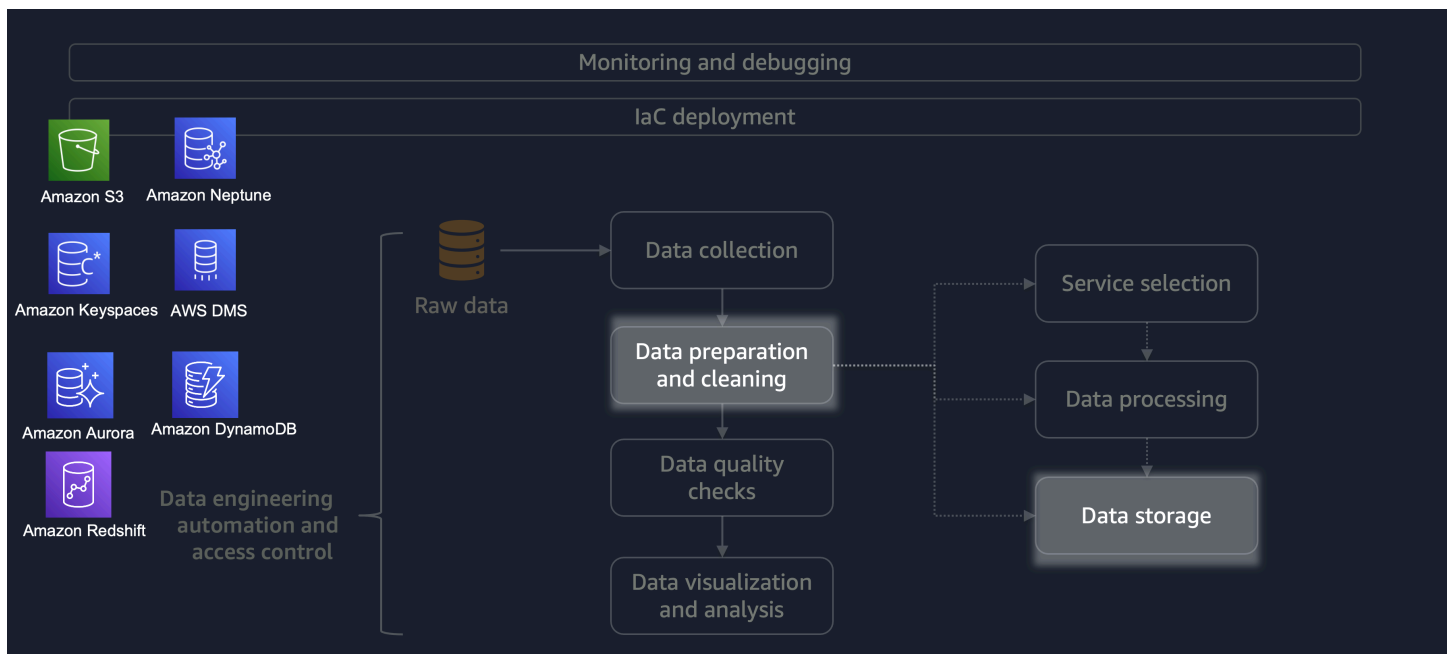 Monitoring and debugging
IaC deployment
Amazon S3
Amazon Neptune
Amazon Keyspaces
AWS DMS
Amazon Aurora
Amazon DynamoDB
Amazon Redshift
Data engineering
automation and
access control
Raw data
Data collection
Data preparation
and cleaning
Data quality
checks
Data visualization
and analysis
Service selection
Data processing
Data storage